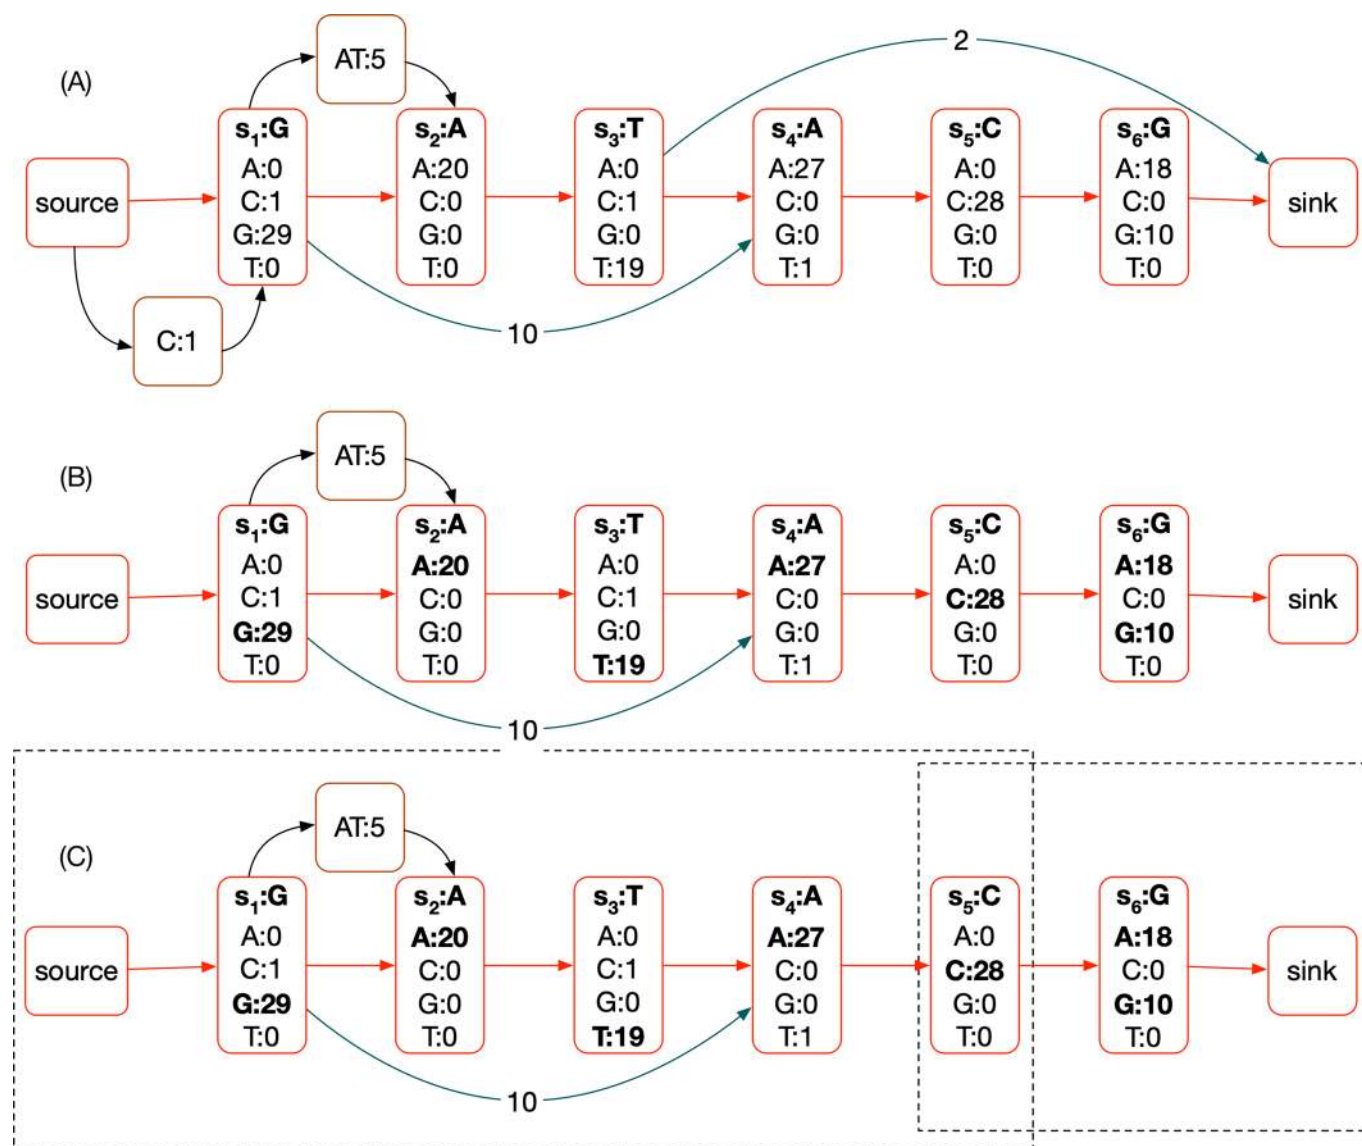 (A)
AT:5
2
source
s₁:G
A:0
C:1
G:29
T:0
s₂:A
A:20
C:0
G:0
T:0
s₃:T
A:0
C:1
G:0
T:19
s₄:A
A:27
C:0
G:0
T:1
s₅:C
A:0
C:28
G:0
T:0
s₆:G
A:18
C:0
G:10
T:0
sink
C:1
10
(B)
AT:5
source
s₁:G
A:0
C:1
G:29
T:0
s₂:A
A:20
C:0
G:0
T:0
s₃:T
A:0
C:1
G:0
T:19
s₄:A
A:27
C:0
G:0
T:1
s₅:C
A:0
C:28
G:0
T:0
s₆:G
A:18
C:0
G:10
T:0
sink
10
(C)
AT:5
source
s₁:G
A:0
C:1
G:29
T:0
s₂:A
A:20
C:0
G:0
T:0
s₃:T
A:0
C:1
G:0
T:19
s₄:A
A:27
C:0
G:0
T:1
s₅:C
A:0
C:28
G:0
T:0
s₆:G
A:18
C:0
G:10
T:0
sink
10